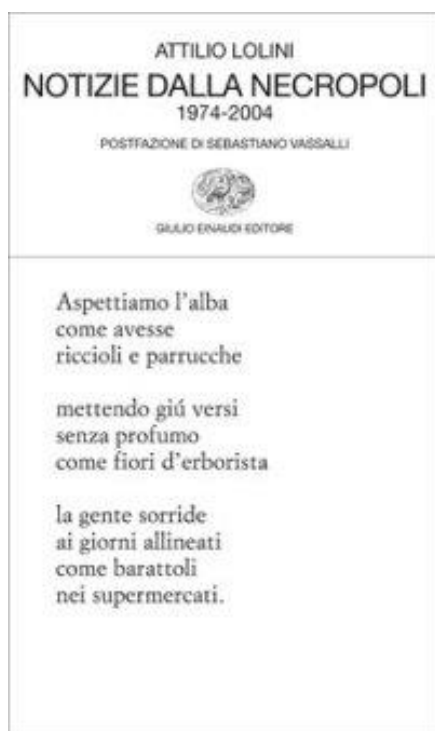 ATTILIO LOLINI
NOTIZIE DALLA NECROPOLI
1974-2004
POSTFAZIONE DI SEBASTIANO VASSALLI
GIULIO EINAUDI EDITORE
Aspettiamo l'alba
come avesse
riccioli e parrucche
mettendo giú versi
senza profumo
come fiori d'erborista
la gente sorride
ai giorni allineati
come barattoli
nei supermercati.